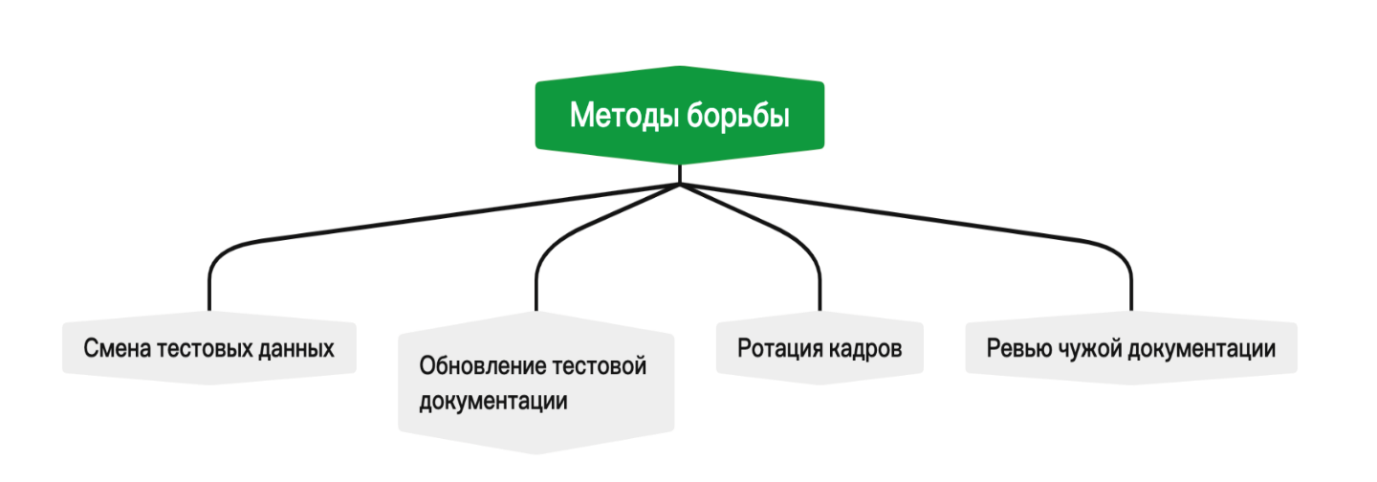 Методы борьбы
Смена тестовых данных
Обновление тестовой
документации
Ротация кадров
Ревью чужой документации